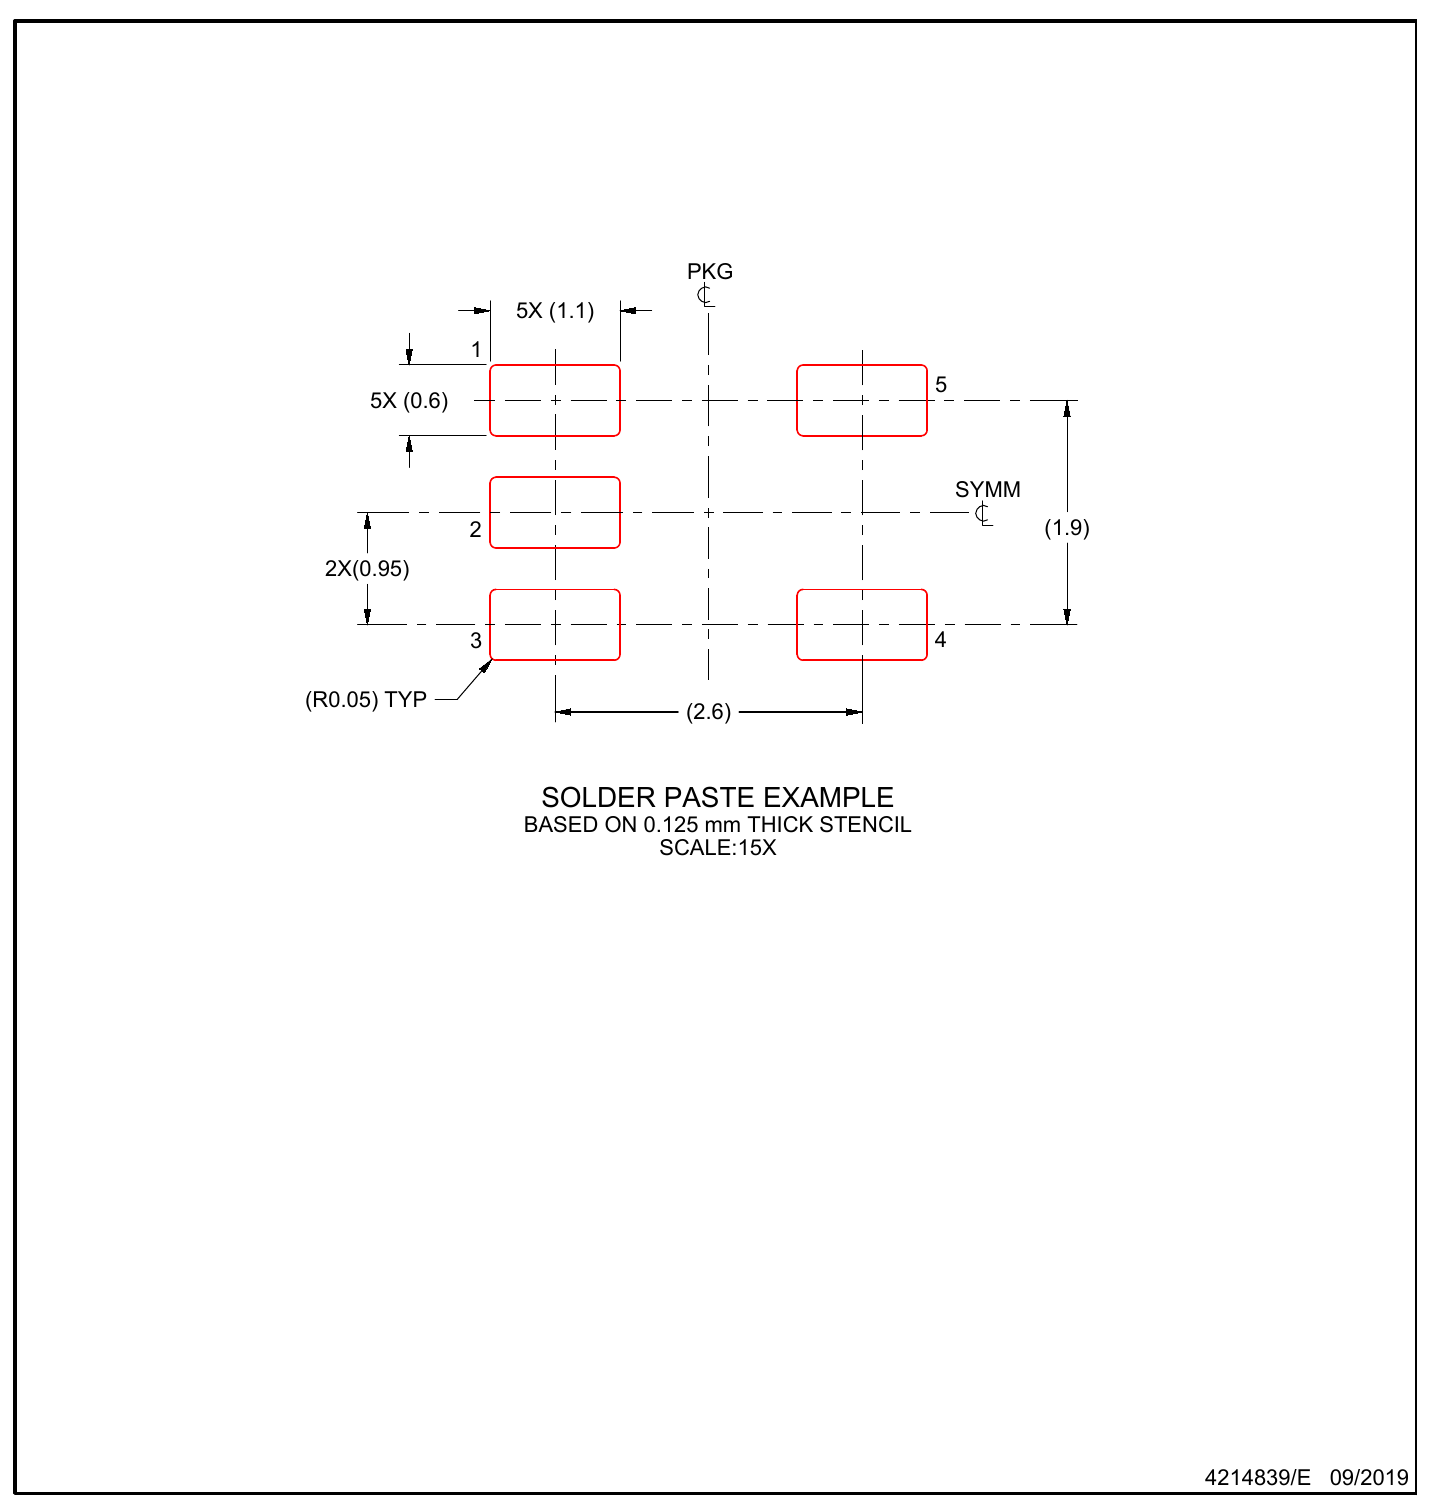 PKG
℄
5X (1.1)
1
5X (0.6)
5
SYMM
℄
2
(1.9)
2X(0.95)
3
4
(R0.05) TYP
(2.6)
SOLDER PASTE EXAMPLE
BASED ON 0.125 mm THICK STENCIL
SCALE:15X
4214839/E 09/2019